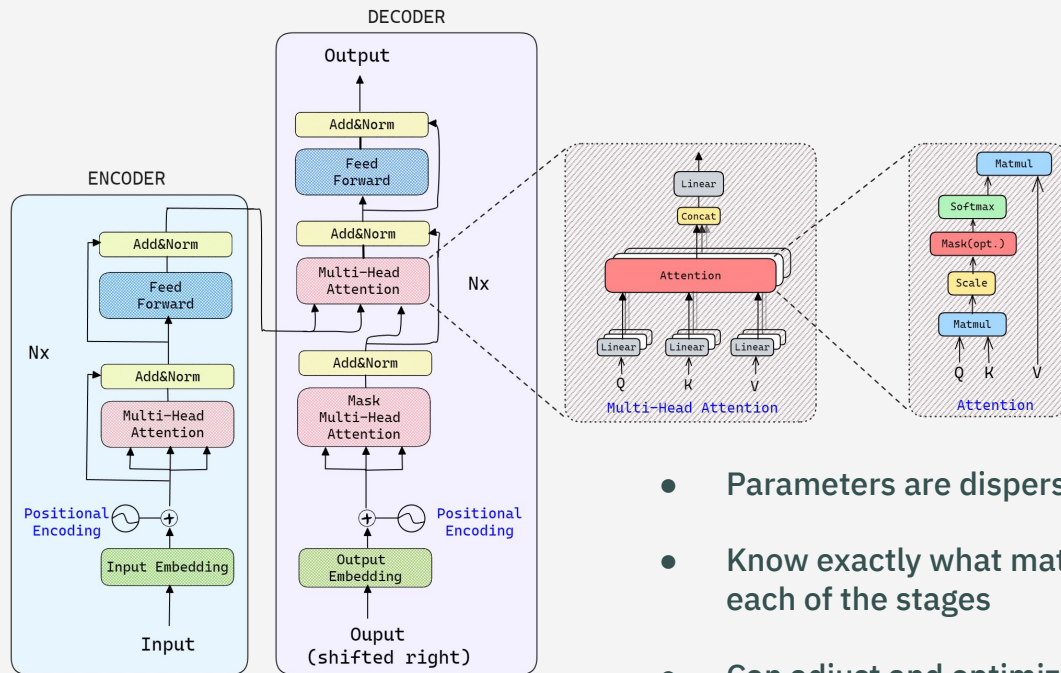 DECODER
Output
Add&Norm
Feed
Forward
Add&Norm
Multi-Head
Attention
Nx
Add&Norm
Mask
Multi-Head
Attention
Positional
Encoding
Output
Embedding
Ouput
(shifted right)
ENCODER
Add&Norm
Feed
Forward
Nx
Add&Norm
Multi-Head
Attention
Positional
Encoding
Input Embedding
Input
Linear
Concat
Attention
Linear
Linear
Linear
Q
K
V
Multi-Head Attention
Matmul
Softmax
Mask(opt.)
Scale
Matmul
Q
K
V
Attention
● Parameters are
● Know exactly what
each of the stages
● Can adjust and